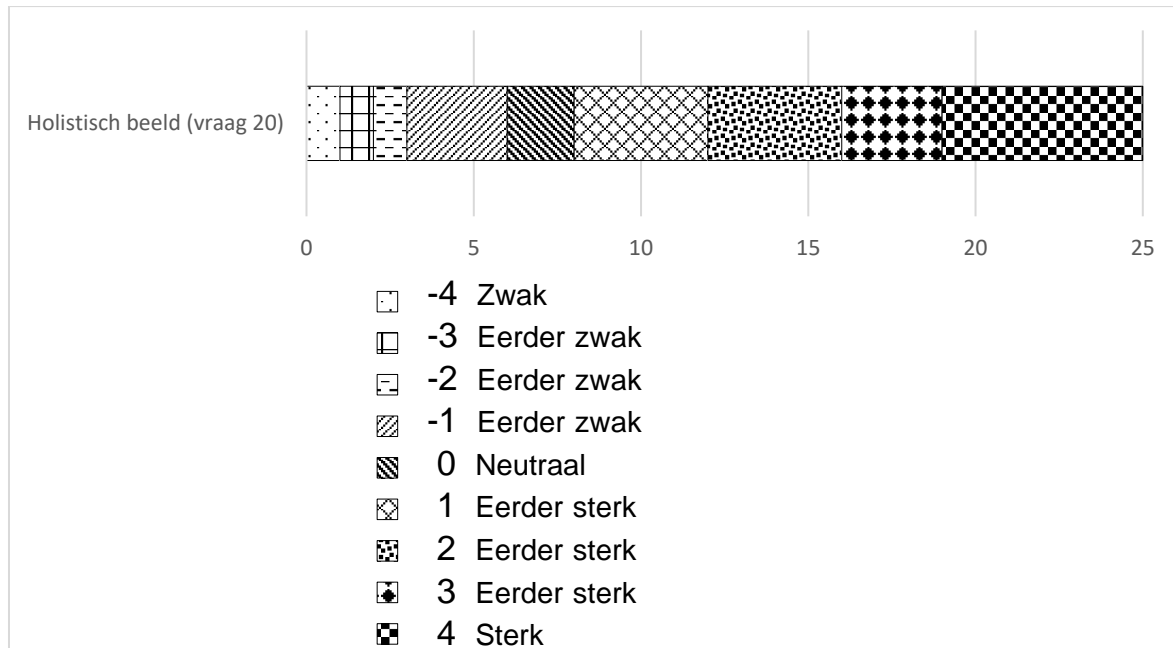 Holistisch beeld (vraag 20)
0 5 10 15 20 25
-4 Zwak
-3 Eerder zwak
-2 Eerder zwak
-1 Eerder zwak
0 Neutraal
1 Eerder sterk
2 Eerder sterk
3 Eerder sterk
4 Sterk